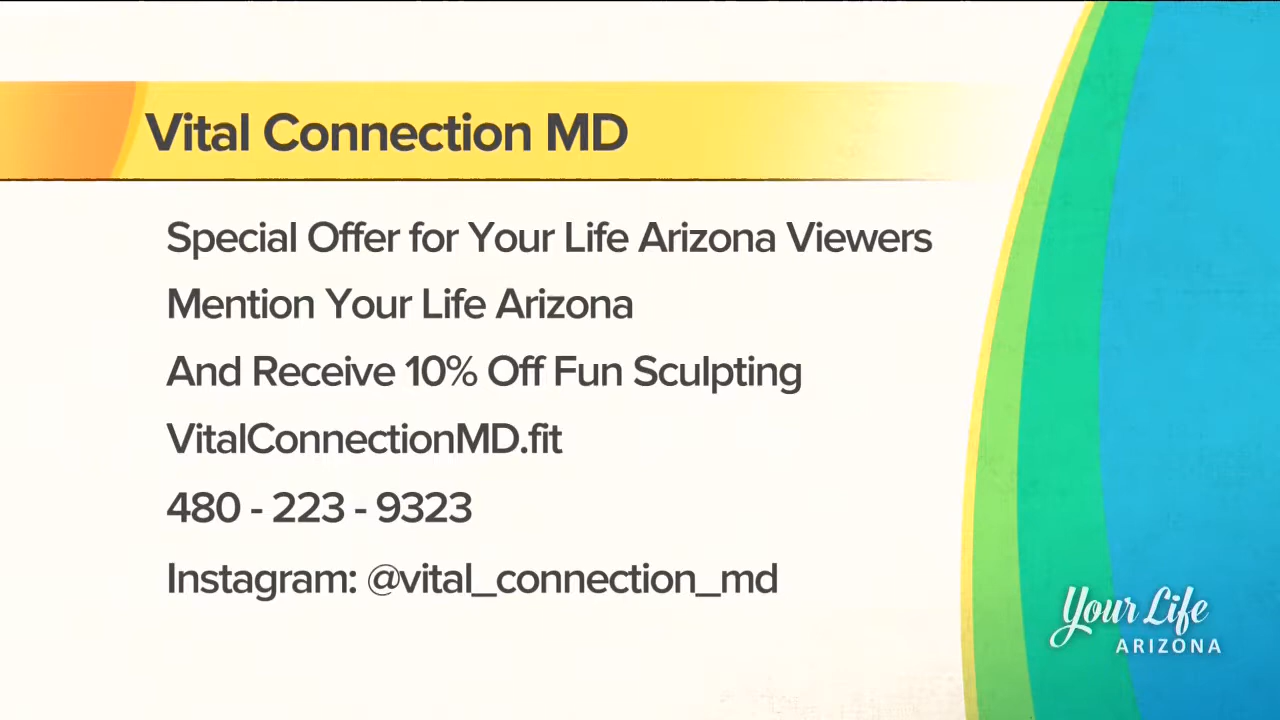 Vital Connection MD
Special Offer for Your Life Arizona Viewers
Mention Your Life Arizona
And Receive 10% Off Fun Sculpting
VitalConnectionMD.fit
480 - 223 - 9323
Instagram: @vital_connection_md
Your Life
ARIZONA